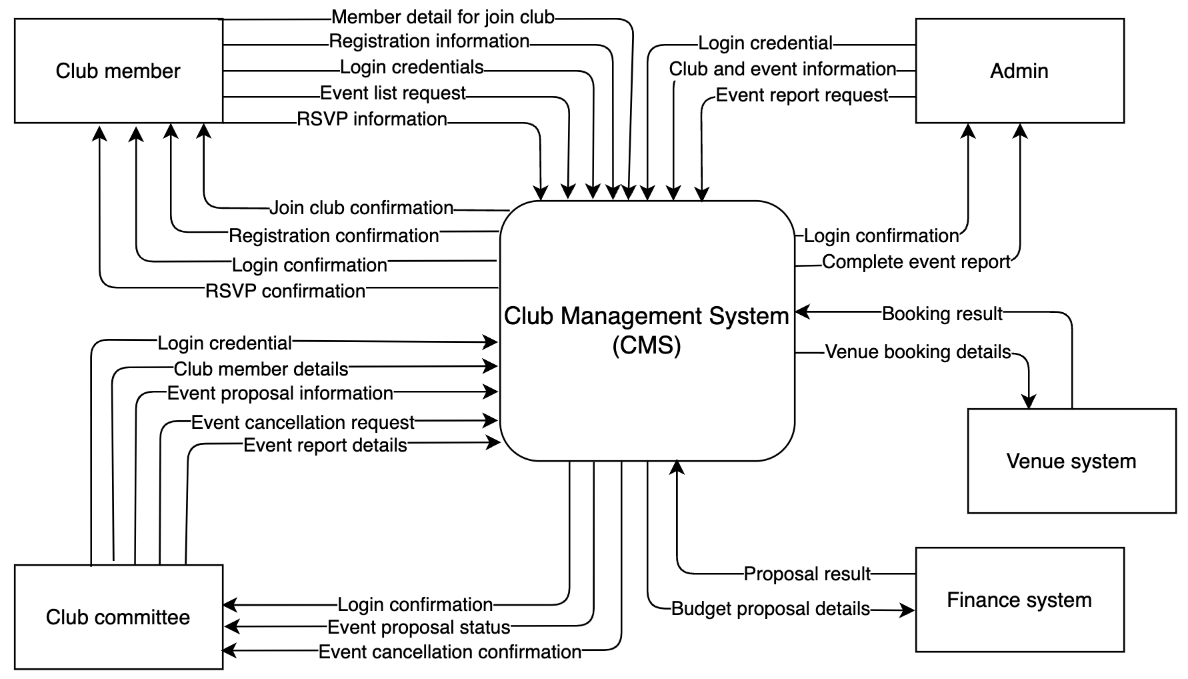 Member detail for join club
Registration information
Login credentials
Event list request
RSVP information
Club member
Login credential
Club and event information
Event report request
Admin
Join club confirmation
Registration confirmation
Login confirmation
RSVP confirmation
Login confirmation
Complete event report
Club Management System
(CMS)
Booking result
Venue booking details
Login credential
Club member details
Event proposal information
Event cancellation request
Event report details
Venue system
Club committee
Login confirmation
Event proposal status
Event cancellation confirmation
Proposal result
Budget proposal details
Finance system